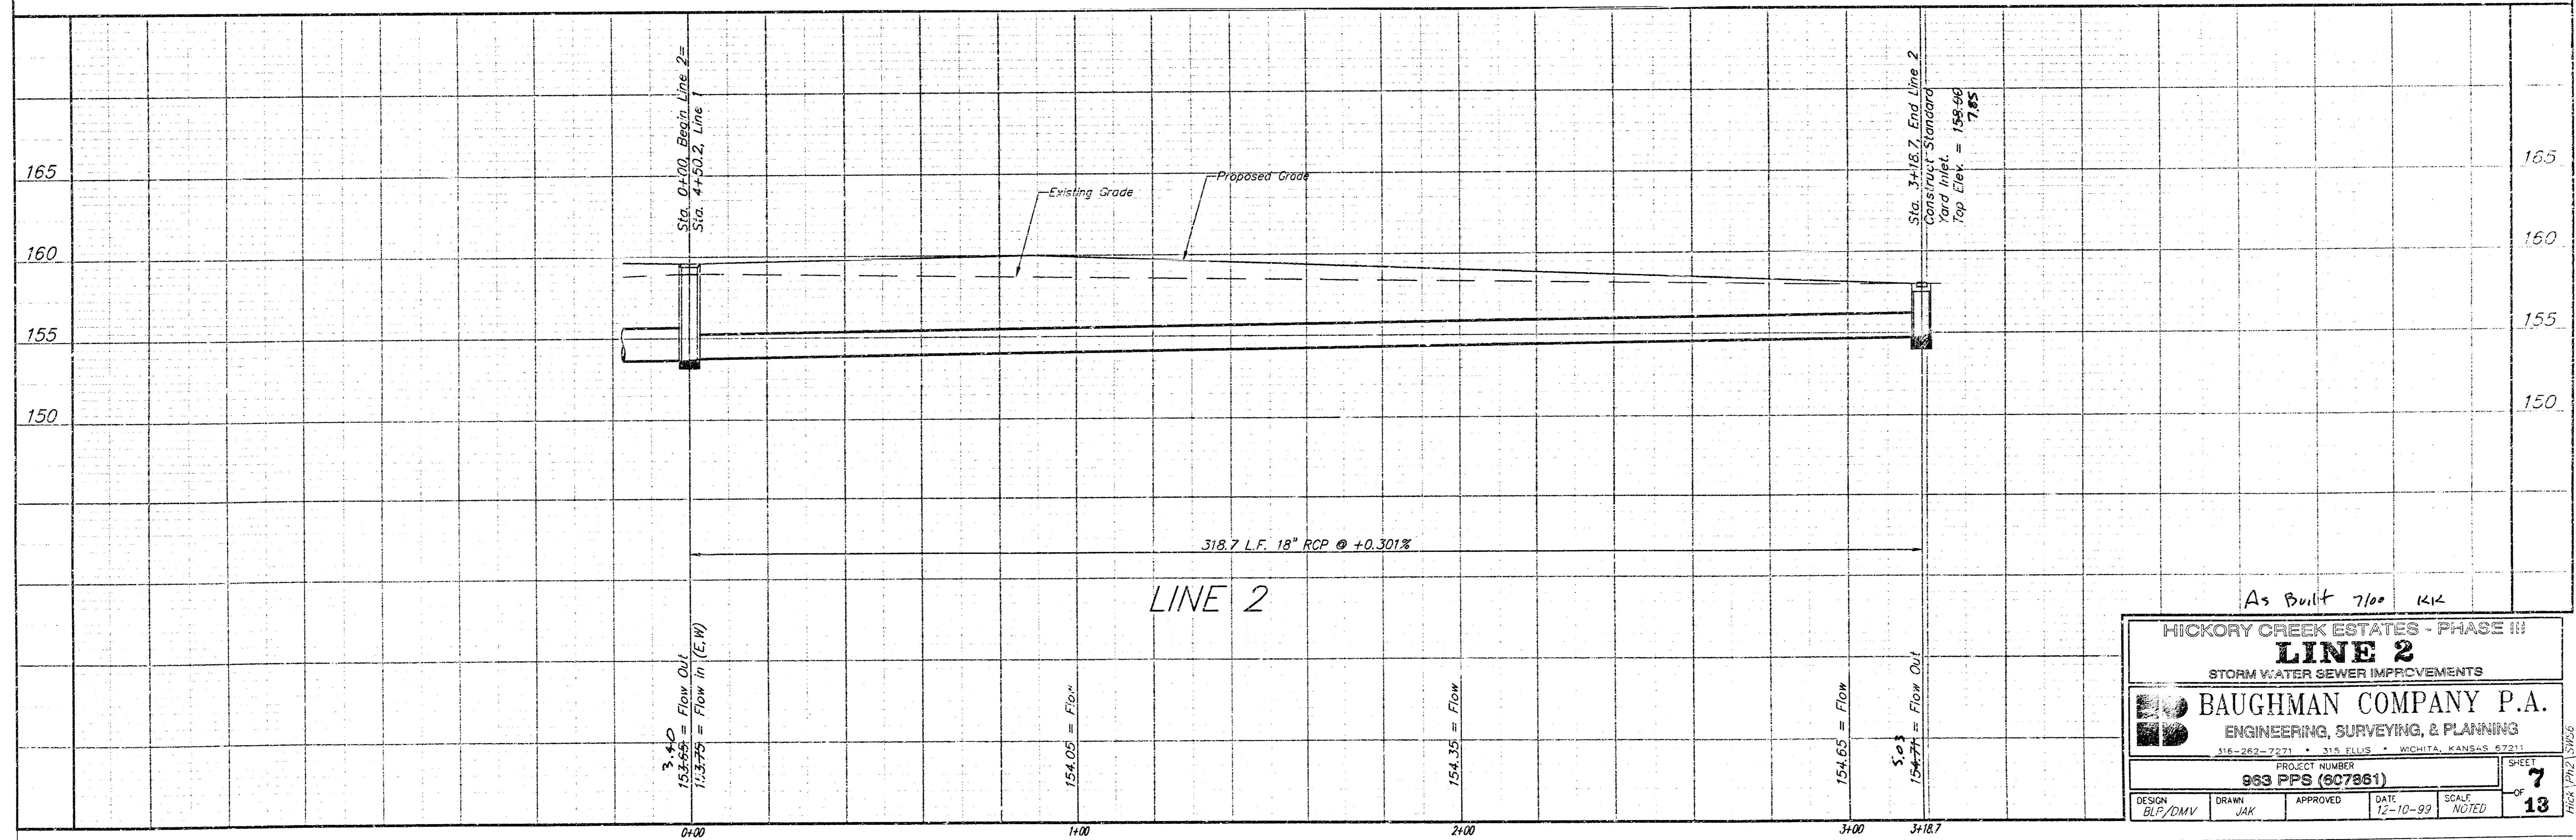 Sta. 0+00, Begin Line 2=
Sta. 4+50.2, Line 1
Sta. 3+18.7, End Line 2
Construct Standard
Yard Inlet.
Top Elev. = 158.90
7.85
165
165
Existing Grade
Proposed Grade
160
160
155
155
150
150
318.7 L.F. 18" RCP @ +0.301%
LINE 2
As Built 7/00 KK
3.40
153.65 = Flow Out
153.75 = Flow in (E,W)
154.05 = Flow
154.35 = Flow
154.65 = Flow
5.03
154.71 = Flow Out
0+00
1+00
2+00
3+00
3+18.7
HICKORY CREEK ESTATES - PHASE III
LINE 2
STORM WATER SEWER IMPROVEMENTS
BAUGHMAN COMPANY P.A.
ENGINEERING, SURVEYING, & PLANNING
316-262-7271 • 315 ELLIS • WICHITA, KANSAS 67211
PROJECT NUMBER
963 PPS (607861)
SHEET
7
OF
13
DESIGN
BLP/DMV
DRAWN
JAK
APPROVED
DATE
12-10-99
SCALE
NOTED